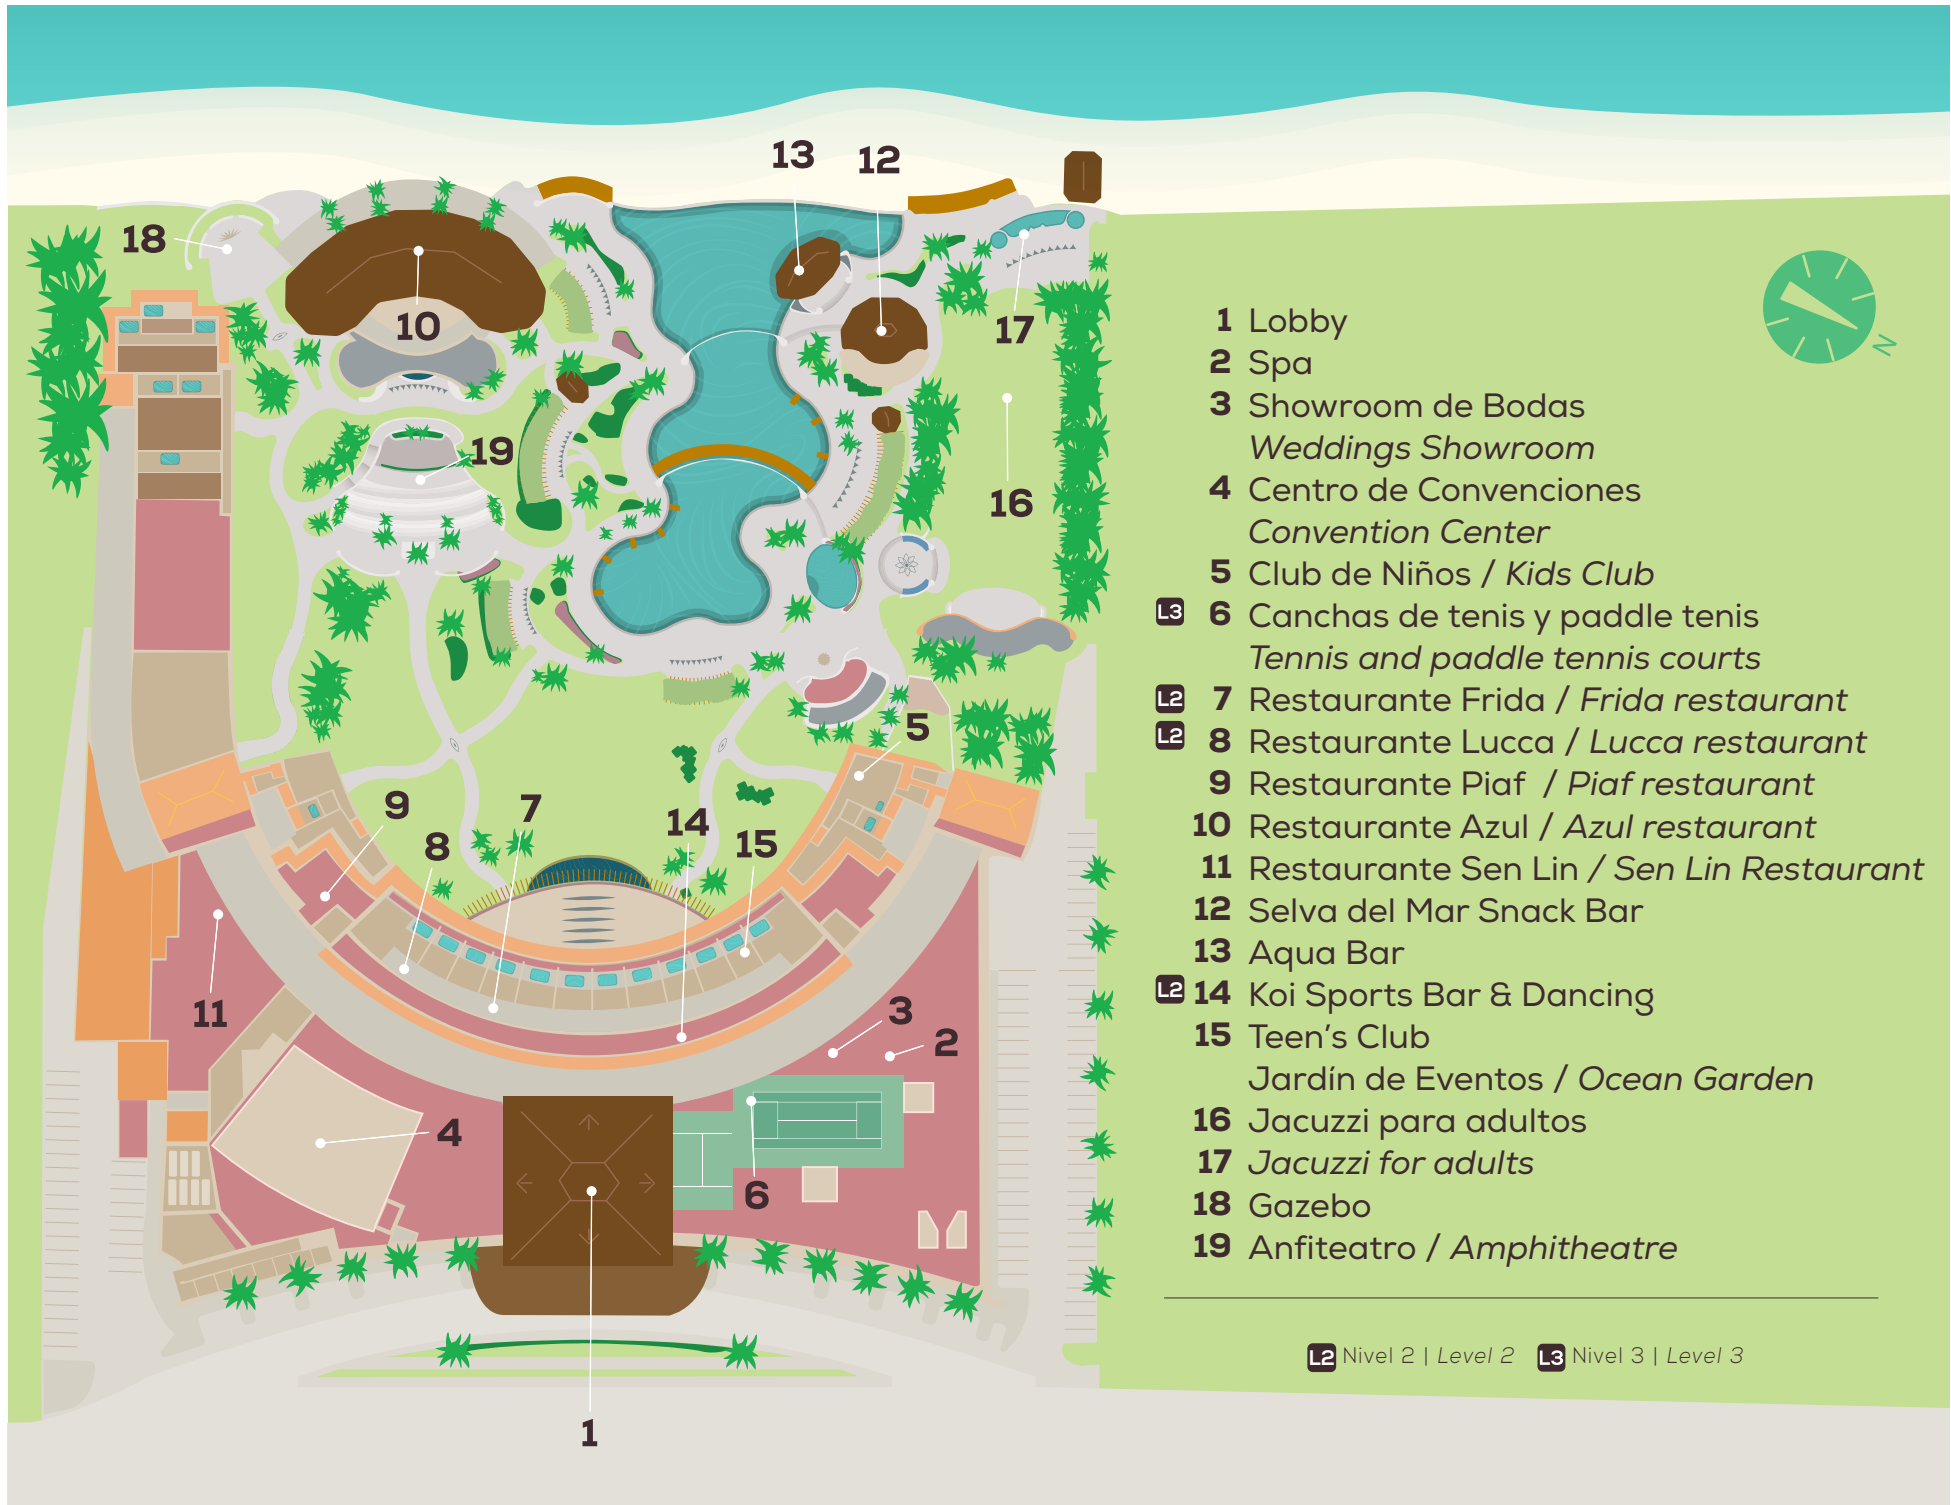 13
12
18
17
10
19
16
5
9
7
8
14
15
11
3
2
4
6
1
N
1 Lobby
2 Spa
3 Showroom de Bodas
Weddings Showroom
4 Centro de Convenciones
Convention Center
5 Club de Niños / Kids Club
L3 6 Canchas de tenis y paddle tenis
Tennis and paddle tennis courts
L2 7 Restaurante Frida / Frida restaurant
L2 8 Restaurante Lucca / Lucca restaurant
9 Restaurante Piaf / Piaf restaurant
10 Restaurante Azul / Azul restaurant
11 Restaurante Sen Lin / Sen Lin Restaurant
12 Selva del Mar Snack Bar
13 Aqua Bar
L2 14 Koi Sports Bar & Dancing
15 Teen's Club
Jardín de Eventos / Ocean Garden
16 Jacuzzi para adultos
17 Jacuzzi for adults
18 Gazebo
19 Anfiteatro / Amphitheatre
L2 Nivel 2 | Level 2 L3 Nivel 3 | Level 3